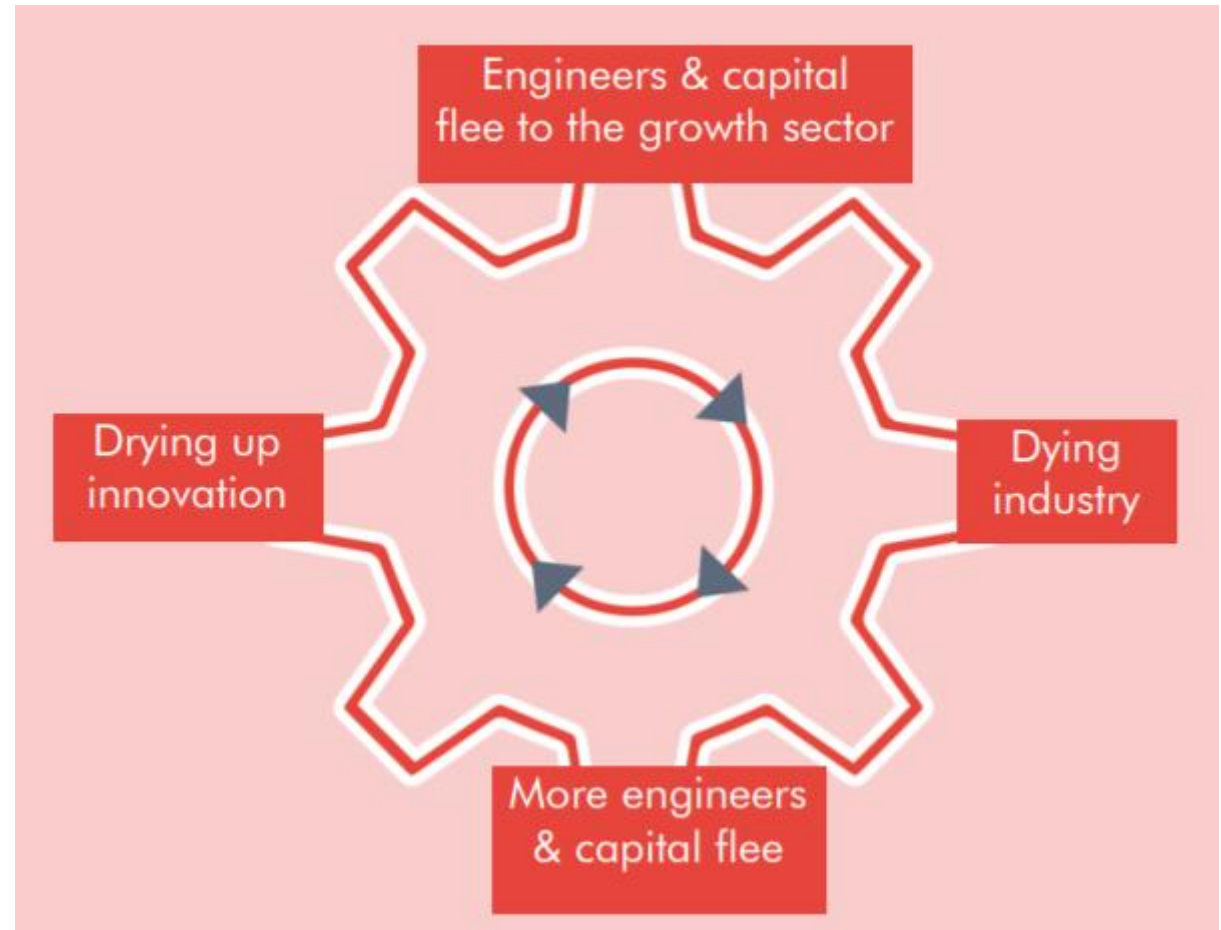 Engineers & capital
flee to the growth sector
Drying up
innovation
Dying
industry
More engineers
& capital flee